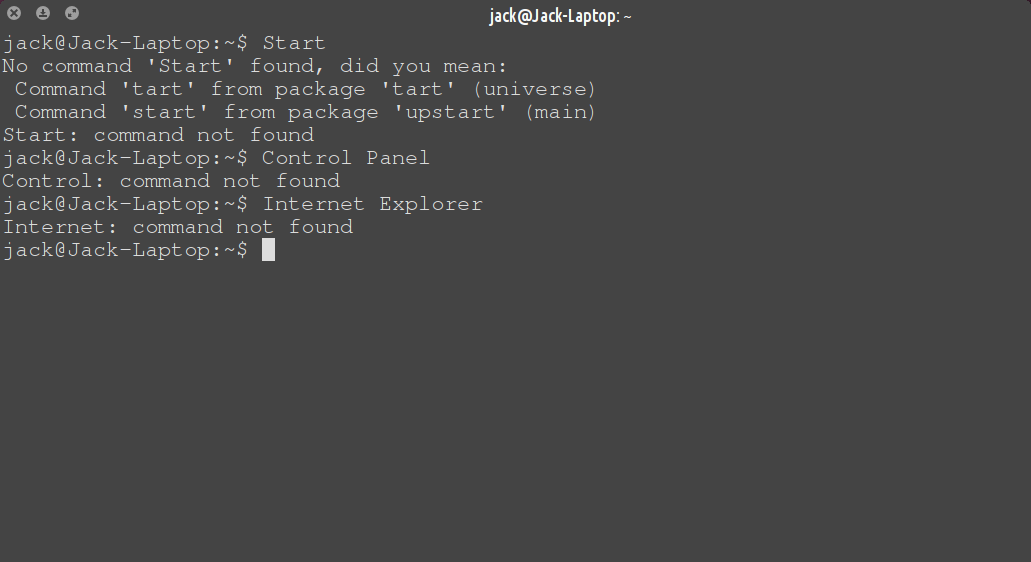 jack@Jack-Laptop: ~
jack@Jack-Laptop:~$ Start
No command 'Start' found, did you mean:
 Command 'tart' from package 'tart' (universe)
 Command 'start' from package 'upstart' (main)
Start: command not found
jack@Jack-Laptop:~$ Control Panel
Control: command not found
jack@Jack-Laptop:~$ Internet Explorer
Internet: command not found
jack@Jack-Laptop:~$